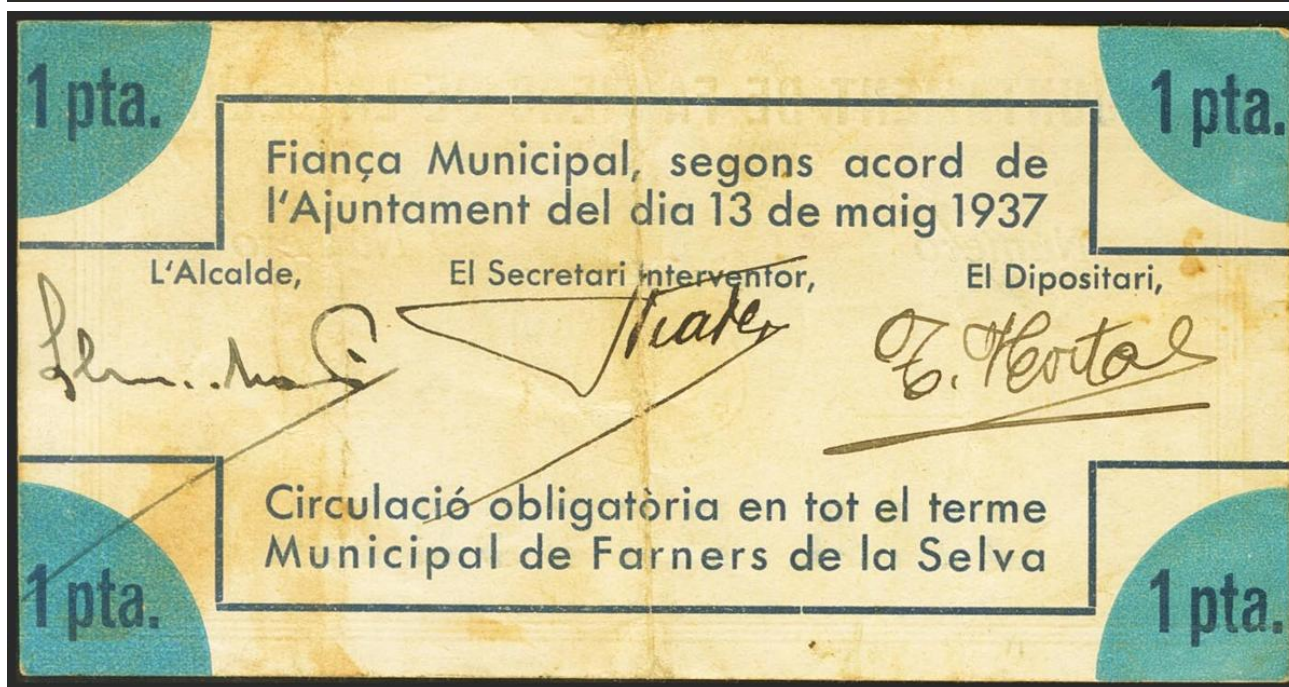 1 pta.
1 pta.
Fiança Municipal, segons acord de
l'Ajuntament del dia 13 de maig 1937
L'Alcalde,
El Secretari interventor,
El Dipositari,
Hortal
Circulació obligatòria en tot el terme
Municipal de Farners de la Selva
1 pta.
1 pta.